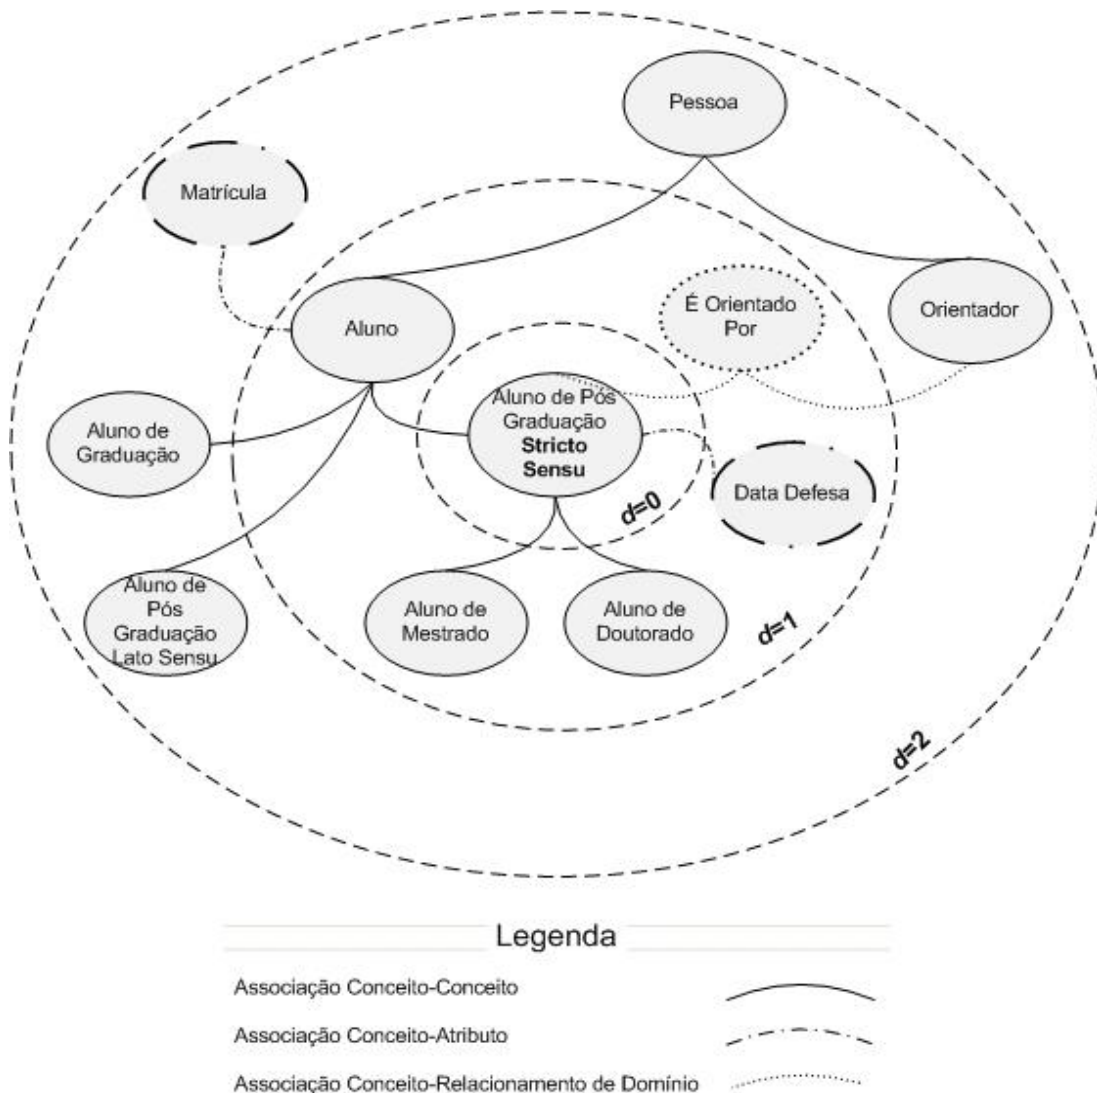 Pessoa
Matrícula
É Orientado
Por
Orientador
Aluno
Aluno de Pós
Graduação
Stricto
Sensu
Aluno de
Graduação
Data Defesa
d=0
Aluno de
Pós
Graduação
Lato Sensu
Aluno de
Mestrado
Aluno de
Doutorado
d=1
d=2
Legenda
Associação Conceito-Conceito
Associação Conceito-Atributo
Associação Conceito-Relacionamento de Domínio